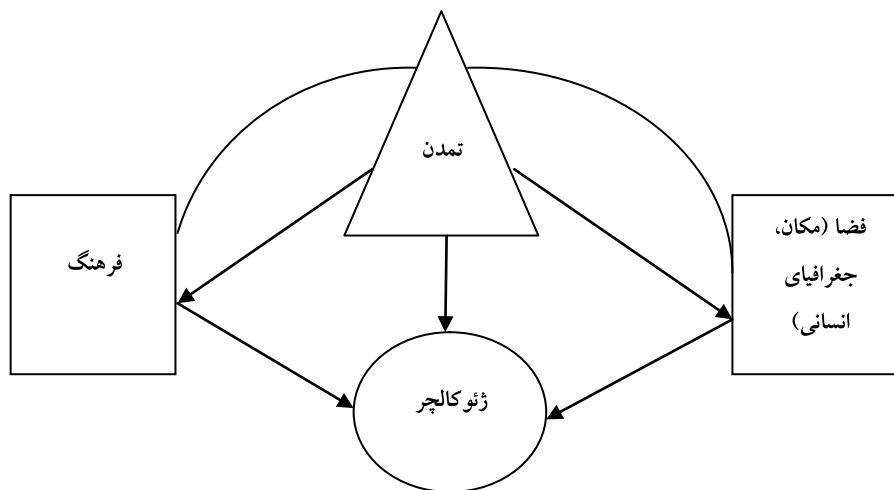 تمدن
فضا (مکان،
جغرافیای
انسانی)
فرهنگ
ژئوکالچر